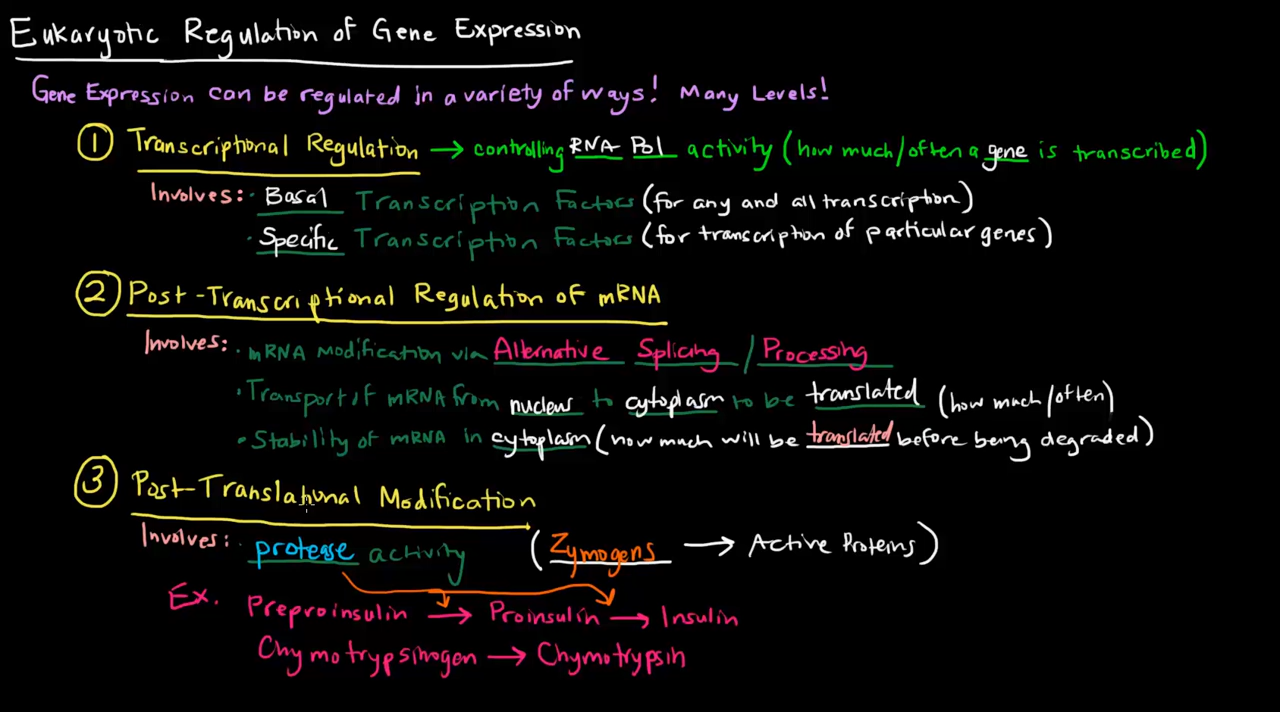 Eukaryotic Regulation of Gene Expression
Gene Expression can be regulated in a variety of ways! Many Levels!
① Transcriptional Regulation → controlling RNA Pol activity (how much/often a gene is transcribed)
Involves: • Basal Transcription Factors (for any and all transcription)
• Specific Transcription Factors (for transcription of particular genes)
② Post-Transcriptional Regulation of mRNA
Involves: • mRNA Modification via Alternative Splicing / Processing
• Transport of mRNA from nucleus to cytoplasm to be translated (how much/often)
• Stability of mRNA in cytoplasm (how much will be translated before being degraded)
③ Post-Translational Modification
Involves: • protease activity (Zymogens → Active Proteins)
Ex. Preproinsulin → Proinsulin → Insulin
Chymotrypsinogen → Chymotrypsin